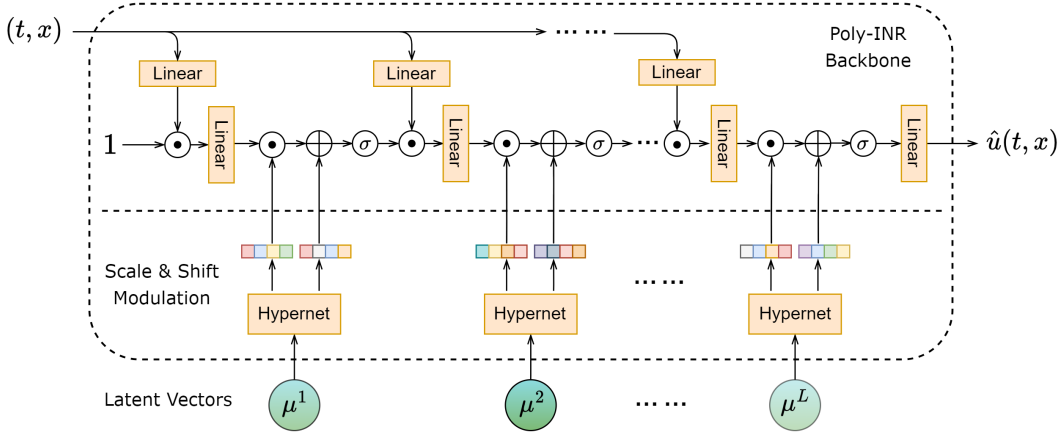 (t, x)
... ...
Poly-INR
Backbone
Linear
Linear
Linear
1
Linear
σ
Linear
σ
...
Linear
σ
Linear
û(t, x)
Scale & Shift
Modulation
... ...
Hypernet
Hypernet
Hypernet
Latent Vectors
μ¹
μ²
... ...
μᴸ